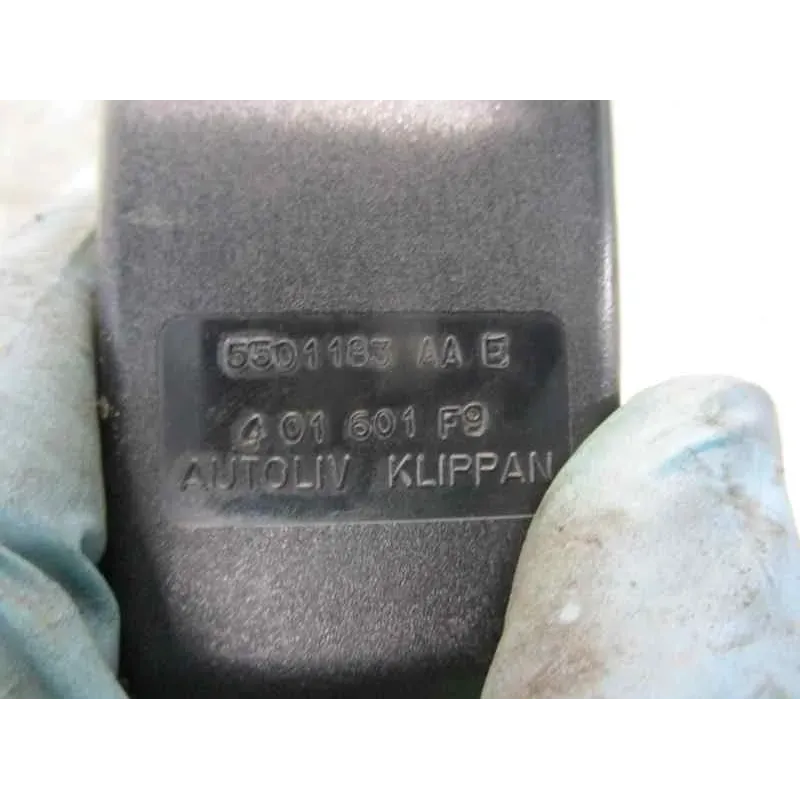 5501183 AA E
4 01 601 F9
AUTOLIV KLIPPAN